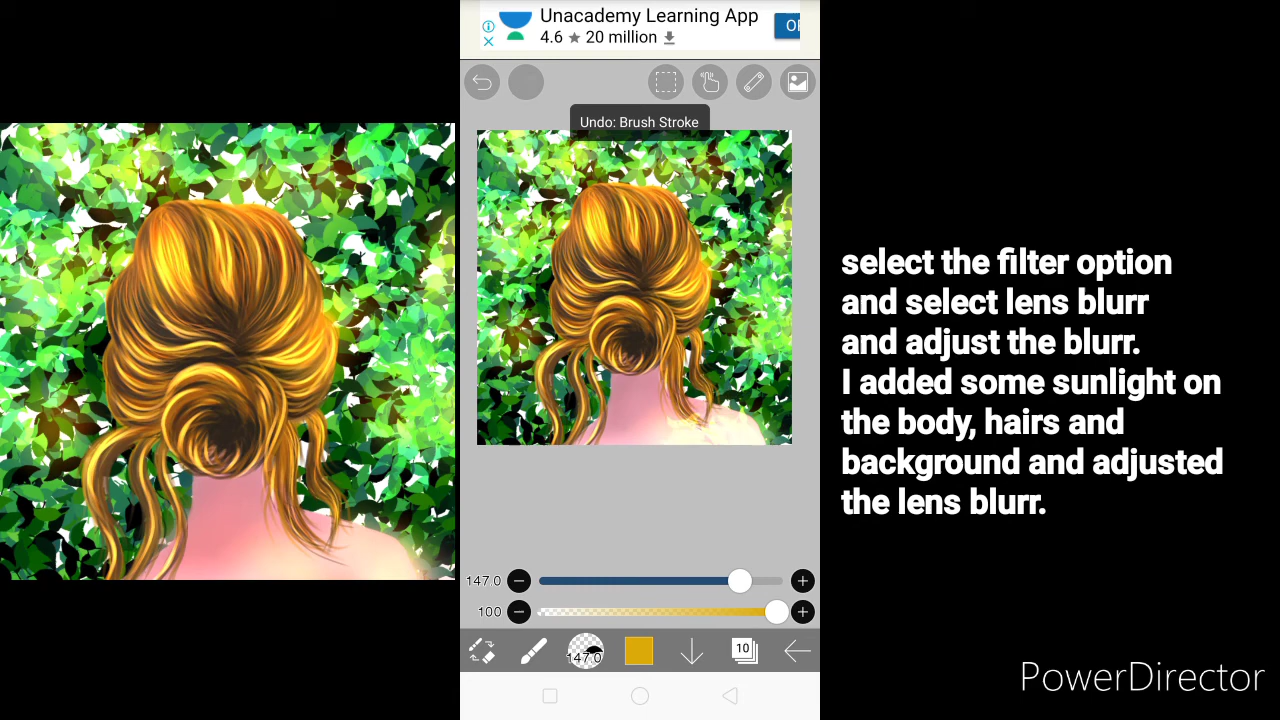 Unacademy Learning App
4.6 ★ 20 million
Undo: Brush Stroke
select the filter option
and select lens blurr
and adjust the blurr.
I added some sunlight on
the body, hairs and
background and adjusted
the lens blurr.
147.0
100
147.0
10
PowerDirector